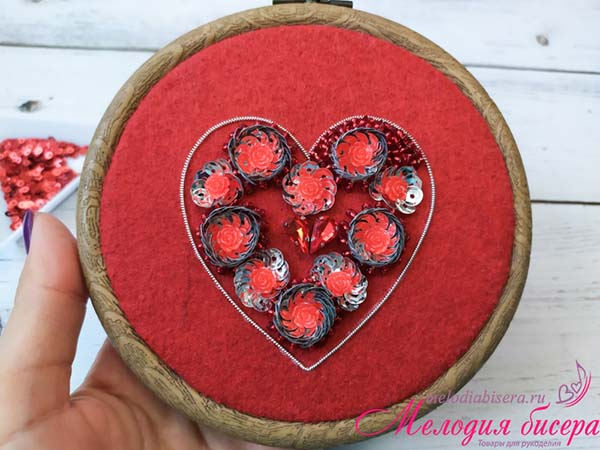 melodiabisera.ru
Мелодия бисера
Товары для рукоделия